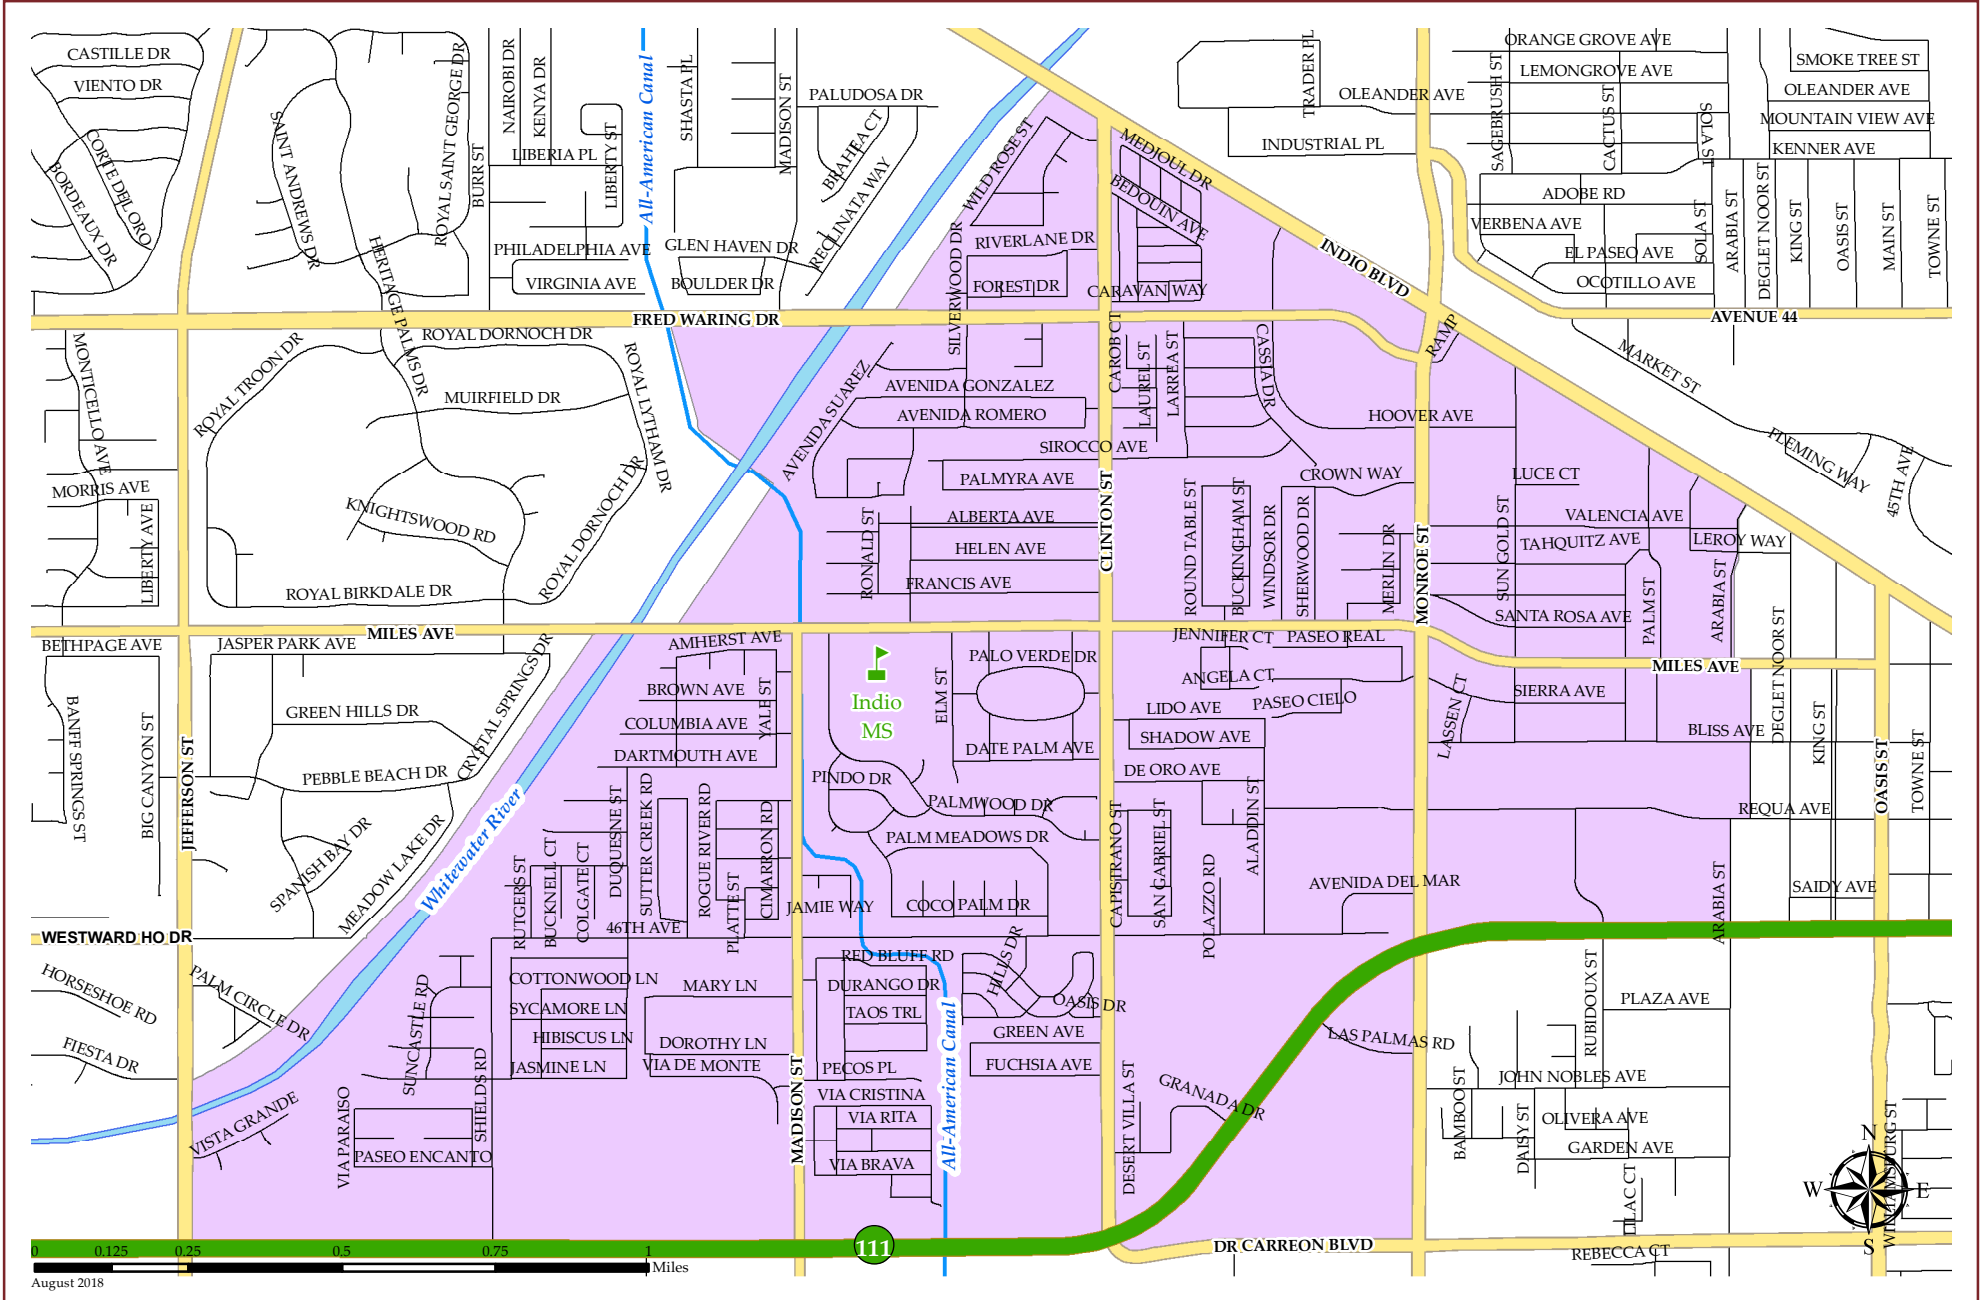 CASTILLE DR
VIENTO DR
CORTE DEL ORO
BORDEAUX DR
SAINT ANDREWS DR
HERITAGE PALMS DR
ROYAL SAINT GEORGE DR
BURR ST
NAIROBI DR
KENYA DR
LIBERIA PL
LIBERTY ST
PHILADELPHIA AVE
VIRGINIA AVE
All-American Canal
SHASTA PL
MADISON ST
PALUDOSA DR
BRAHEA CT
RECLINATA WAY
GLEN HAVEN DR
BOULDER DR
WILD ROSE ST
SILVERWOOD DR
RIVERLANE DR
FOREST DR
MEDJOUL DR
BEDOUIN AVE
CARAVAN WAY
INDIO BLVD
TRADER PL
OLEANDER AVE
INDUSTRIAL PL
ORANGE GROVE AVE
LEMONGROVE AVE
SAGEBRUSH ST
CACTUS ST
SOLA ST
SMOKE TREE ST
OLEANDER AVE
MOUNTAIN VIEW AVE
KENNER AVE
ADOBE RD
VERBENA AVE
EL PASEO AVE
OCOTILLO AVE
SOLA ST
ARABIA ST
DEGLET NOOR ST
KING ST
OASIS ST
MAIN ST
TOWNE ST
FRED WARING DR
AVENUE 44
MONTICELLO AVE
ROYAL TROON DR
ROYAL DORNOCH DR
MUIRFIELD DR
ROYAL LYTHAM DR
KNIGHTSWOOD RD
ROYAL DORNOCH DR
ROYAL BIRKDALE DR
MORRIS AVE
LIBERTY AVE
AVENIDA SUAREZ
AVENIDA GONZALEZ
AVENIDA ROMERO
SIROCCO AVE
PALMYRA AVE
CAROB CT
LAUREL ST
LARREA ST
CASSIA DR
RAMP
HOOVER AVE
CROWN WAY
LUCE CT
MARKET ST
FLEMING WAY
45TH AVE
RONALD ST
ALBERTA AVE
HELEN AVE
FRANCIS AVE
CLINTON ST
ROUND TABLE ST
BUCKINGHAM ST
WINDSOR DR
SHERWOOD DR
MERLIN DR
MONROE ST
SUN GOLD ST
VALENCIA AVE
TAHQUITZ AVE
LEROY WAY
SANTA ROSA AVE
PALM ST
ARABIA ST
DEGLET NOOR ST
BETHPAGE AVE
JASPER PARK AVE
MILES AVE
AMHERST AVE
BROWN AVE
COLUMBIA AVE
DARTMOUTH AVE
YALE ST
Indio
MS
ELM ST
PALO VERDE DR
DATE PALM AVE
JENNIFER CT
PASEO REAL
ANGELA CT
PASEO CIELO
LIDO AVE
SHADOW AVE
DE ORO AVE
LASSEN CT
SIERRA AVE
MILES AVE
BLISS AVE
KING ST
OASIS ST
TOWNE ST
BANFF SPRINGS ST
BIG CANYON ST
JEFFERSON ST
GREEN HILLS DR
CRYSTAL SPRINGS DR
PEBBLE BEACH DR
SPANISH BAY DR
MEADOW LAKE DR
Whitewater River
PINDO DR
PALMWOOD DR
PALM MEADOWS DR
COCO PALM DR
RUTGERS ST
BUCKNELL CT
COLGATE CT
DUQUESNE ST
SUTTER CREEK RD
ROGUE RIVER RD
PLATTE ST
CIMARRON RD
JAMIE WAY
46TH AVE
CAPISTRANO ST
SAN GABRIEL ST
POLAZZO RD
ALADDIN ST
REQUA AVE
AVENIDA DEL MAR
SAIDY AVE
ARABIA ST
WESTWARD HO DR
HORSESHOE RD
PALM CIRCLE DR
FIESTA DR
VISTA GRANDE
SUNCASTLE RD
COTTONWOOD LN
SYCAMORE LN
HIBISCUS LN
JASMINE LN
MARY LN
DOROTHY LN
VIA DE MONTE
VIA PARAISO
SHIELDS RD
PASEO ENCANTO
MADISON ST
RED BLUFF RD
DURANGO DR
TAOS TRL
PECOS PL
VIA CRISTINA
VIA RITA
VIA BRAVA
All-American Canal
HILLS DR
OASIS DR
GREEN AVE
FUCHSIA AVE
DESERT VILLA ST
GRANADA DR
LAS PALMAS RD
RUBIDOUX ST
PLAZA AVE
JOHN NOBLES AVE
BAMBOO ST
DAISY ST
OLIVERA AVE
GARDEN AVE
LILAC CT
REBECCA CT
WILLIAMSBURG ST
N
W
E
S
DR CARREON BLVD
111
0
0.125
0.25
0.5
0.75
1
Miles
August 2018